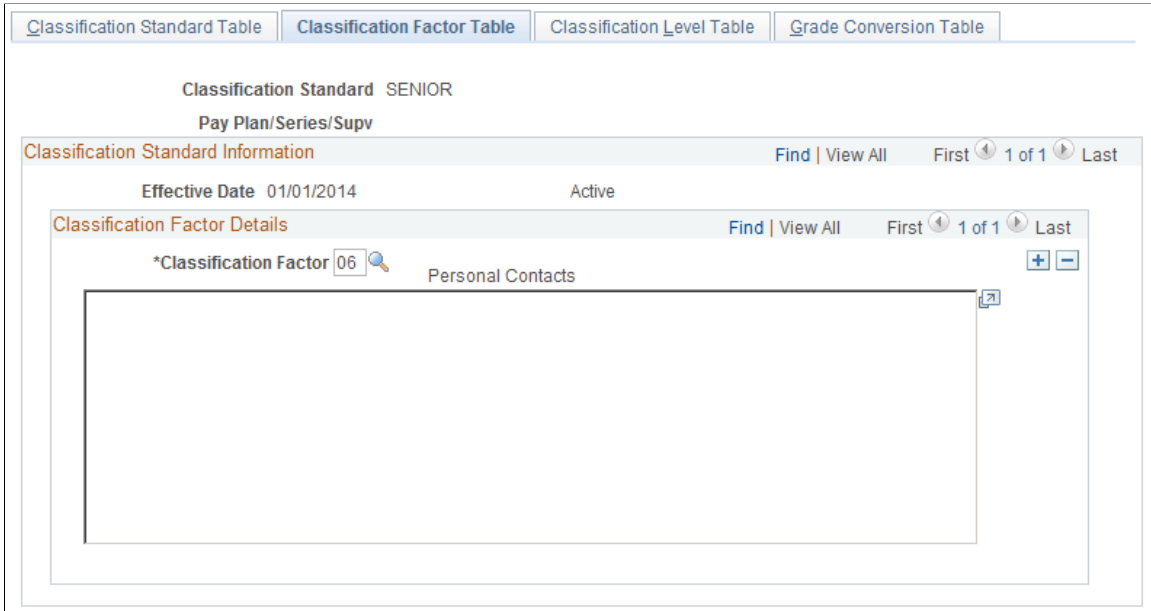 Classification Standard Table Classification Factor Table Classification Level Table Grade Conversion Table
Classification Standard SENIOR
Pay Plan/Series/Supv
Classification Standard Information Find | View All First 1 of 1 Last
Effective Date 01/01/2014 Active
Classification Factor Details Find | View All First 1 of 1 Last
*Classification Factor 06
Personal Contacts